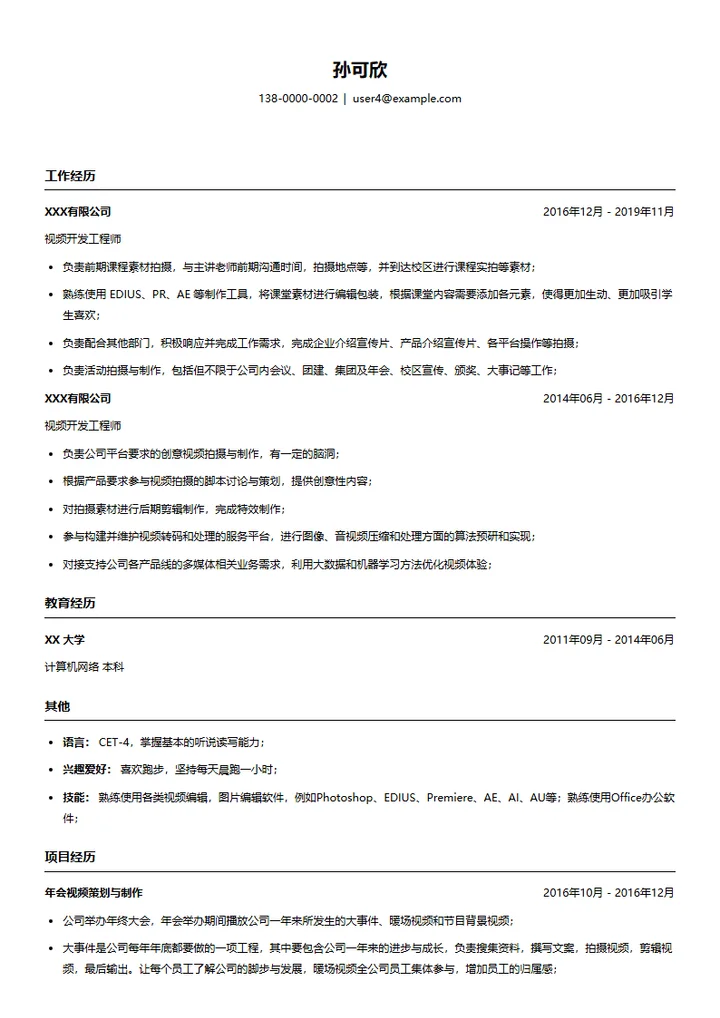 孙可欣
138-0000-0002 | user4@example.com
工作经历
XXX有限公司 2016年12月 - 2019年11月
视频开发工程师
• 负责前期课程素材拍摄，与主讲老师前期沟通时间，拍摄地点等，并到达校区进行课程实拍等素材；
• 熟练使用 EDIUS、PR、AE 等制作工具，将课堂素材进行编辑包装，根据课堂内容需要添加各元素，使得更加生动、更加吸引学
生喜欢；
• 负责配合其他部门，积极响应并完成工作需求，完成企业介绍宣传片、产品介绍宣传片、各平台操作等拍摄；
• 负责活动拍摄与制作，包括但不限于公司内会议、团建、集团及年会、校区宣传、颁奖、大事记等工作；
XXX有限公司 2014年06月 - 2016年12月
视频开发工程师
• 负责公司平台要求的创意视频拍摄与制作，有一定的脑洞；
• 根据产品要求参与视频拍摄的脚本讨论与策划，提供创意性内容；
• 对拍摄素材进行后期剪辑制作，完成特效制作；
• 参与构建并维护视频转码和处理的服务平台，进行图像、音视频压缩和处理方面的算法预研和实现；
• 对接支持公司各产品线的多媒体相关业务需求，利用大数据和机器学习方法优化视频体验；
教育经历
XX 大学 2011年09月 - 2014年06月
计算机网络 本科
其他
• 语言： CET-4，掌握基本的听说读写能力；
• 兴趣爱好： 喜欢跑步，坚持每天晨跑一小时；
• 技能： 熟练使用各类视频编辑，图片编辑软件，例如Photoshop、EDIUS、Premiere、AE、AI、AU等；熟练使用Office办公软
件；
项目经历
年会视频策划与制作 2016年10月 - 2016年12月
• 公司举办年终大会，年会举办期间播放公司一年来所发生的大事件、暖场视频和节目背景视频；
• 大事件是公司每年年底都要做的一项工程，其中要包含公司一年来的进步与成长，负责搜集资料，撰写文案，拍摄视频，剪辑视
频，最后输出。让每个员工了解公司的脚步与发展，暖场视频全公司员工集体参与，增加员工的归属感；